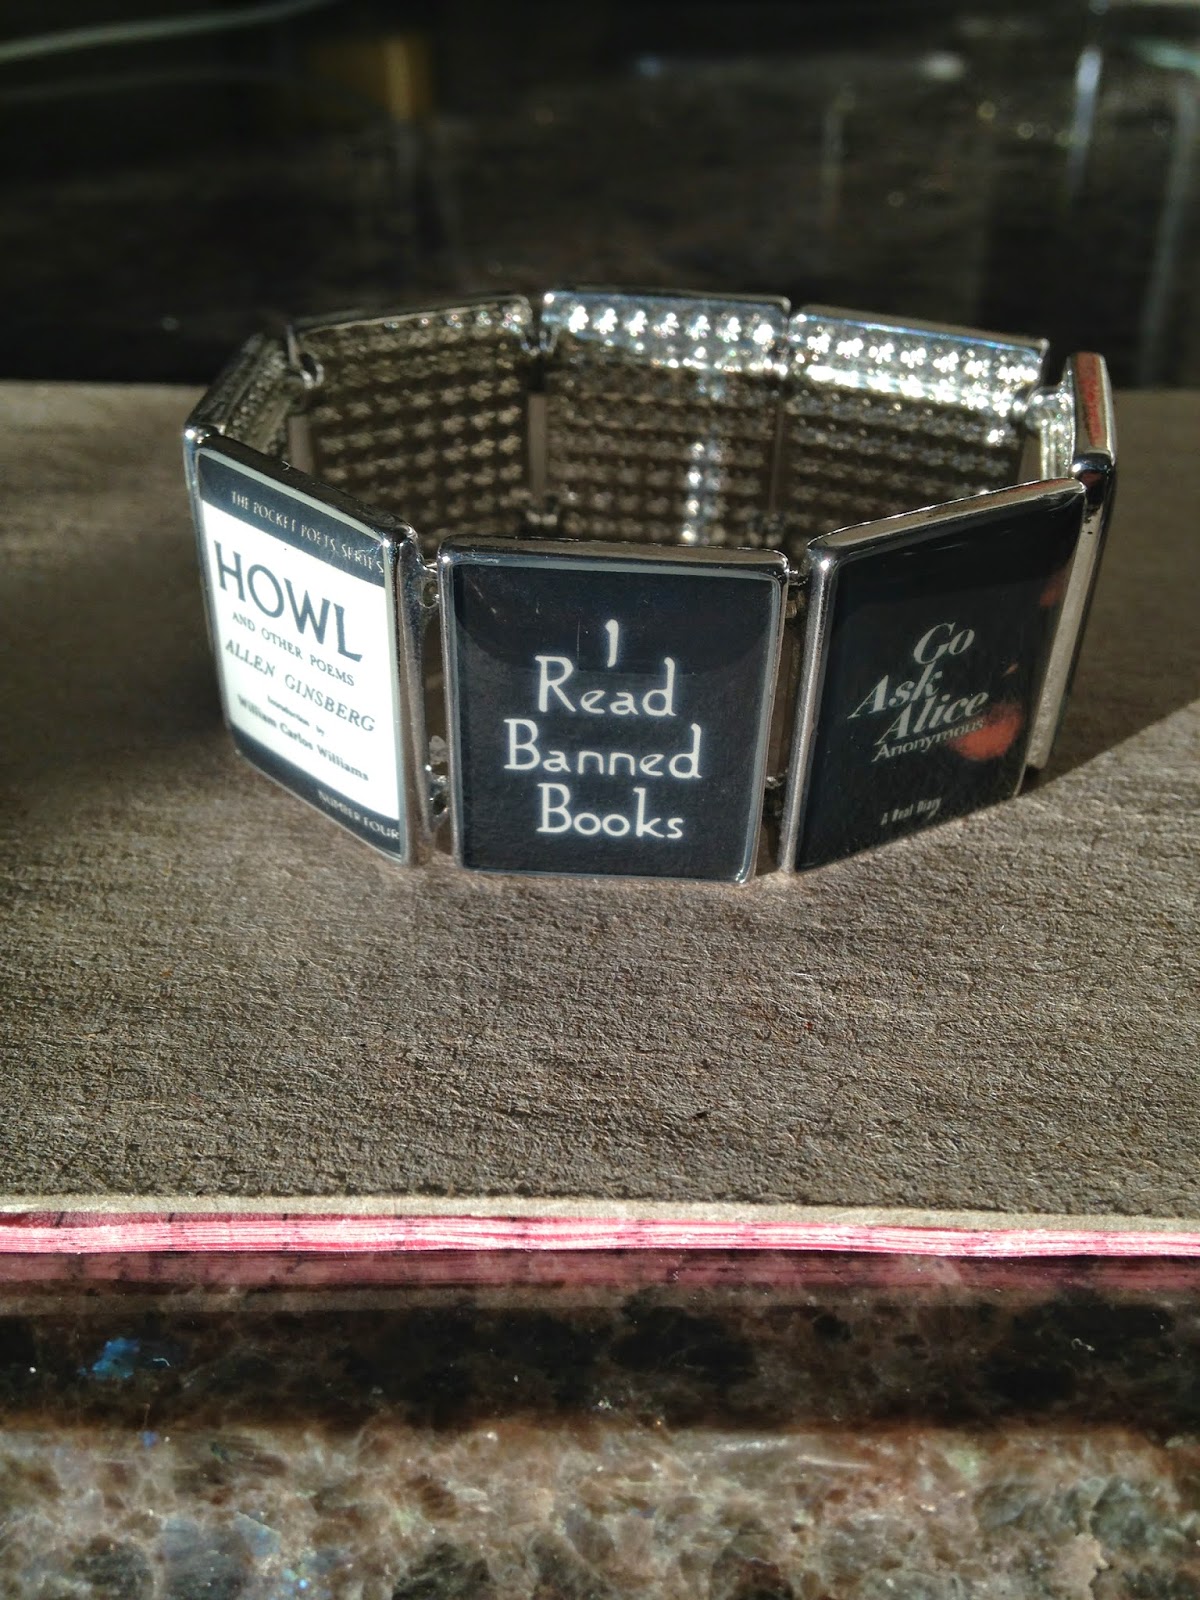 THE POCKET POETS SERIES
HOWL
AND OTHER POEMS
ALLEN GINSBERG
Introduction by
William Carlos Williams
NUMBER FOUR
I
Read
Banned
Books
Go
Ask
Alice
Anonymous
A Real Diary